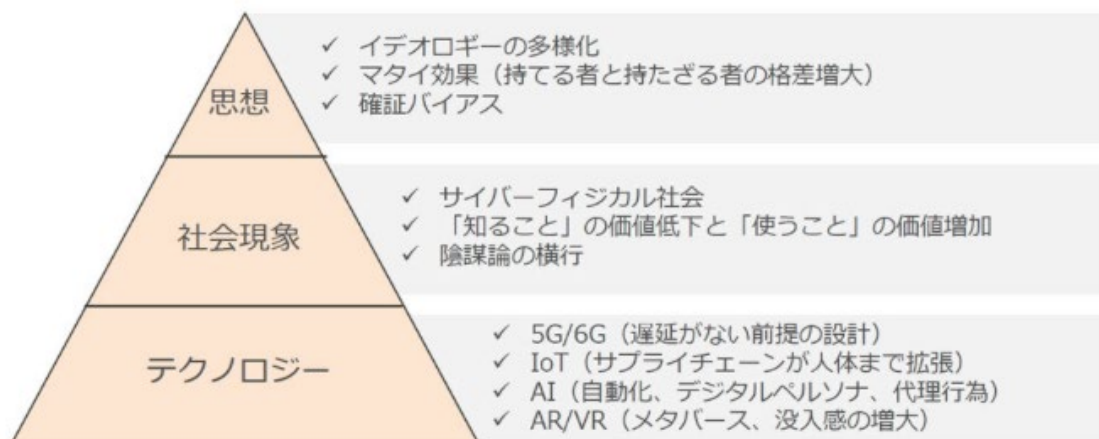 思想
✓ イデオロギーの多様化
✓ マタイ効果（持てる者と持たざる者の格差増大）
✓ 確証バイアス
社会現象
✓ サイバーフィジカル社会
✓ 「知ること」の価値低下と「使うこと」の価値増加
✓ 陰謀論の横行
テクノロジー
✓ 5G/6G（遅延がない前提の設計）
✓ IoT（サプライチェーンが人体まで拡張）
✓ AI（自動化、デジタルペルソナ、代理行為）
✓ AR/VR（メタバース、没入感の増大）